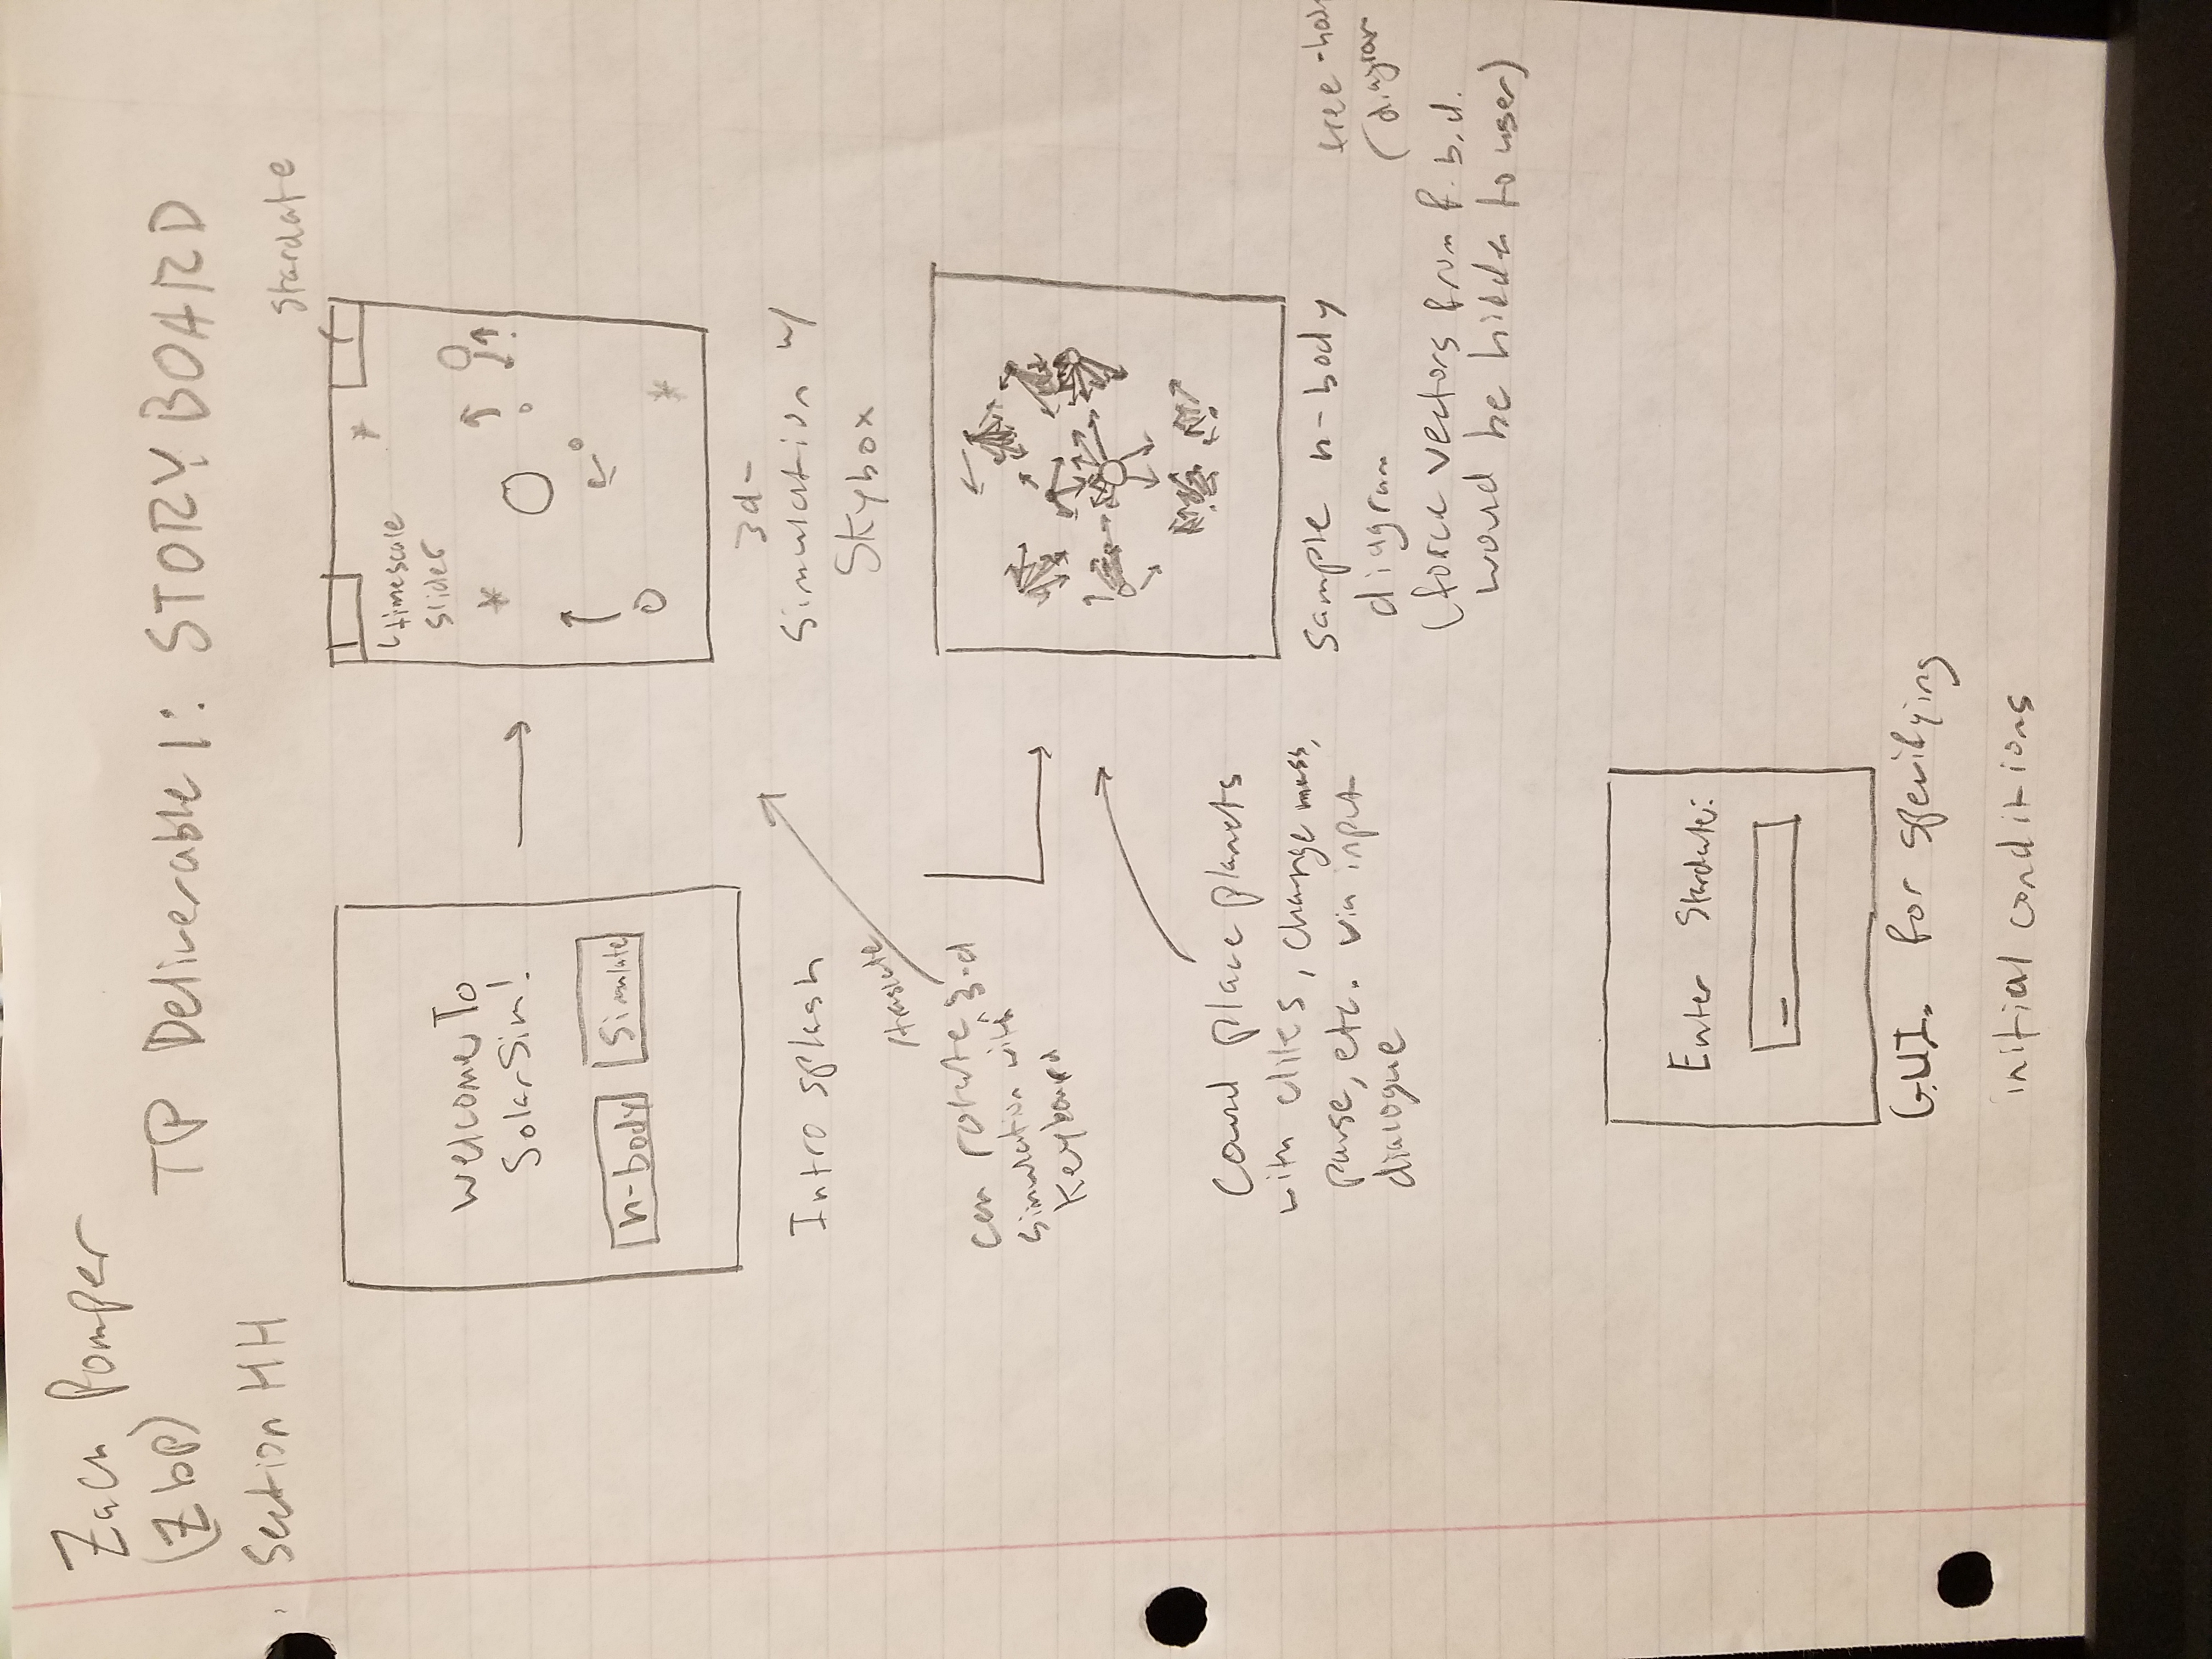 Zach Pomper
(zbp)
Section HH
TP Deliverable 1: STORYBOARD
Welcome To
SolarSim!
n-body
Simulate
Intro splash
Stardate
timescale
slider
3d-
Simulation w/
Skybox
/translate
can rotate ^ 3-d
simulation with
Keyboard
Could place planets
with cliks, change mass,
pause, etc. via input
dialogue
Sample n-body
diagram
(force vectors from f.b.d.
would be hidden to user)
free-body
diagram
Enter Stardate:
G.U.I. for specifying
initial conditions